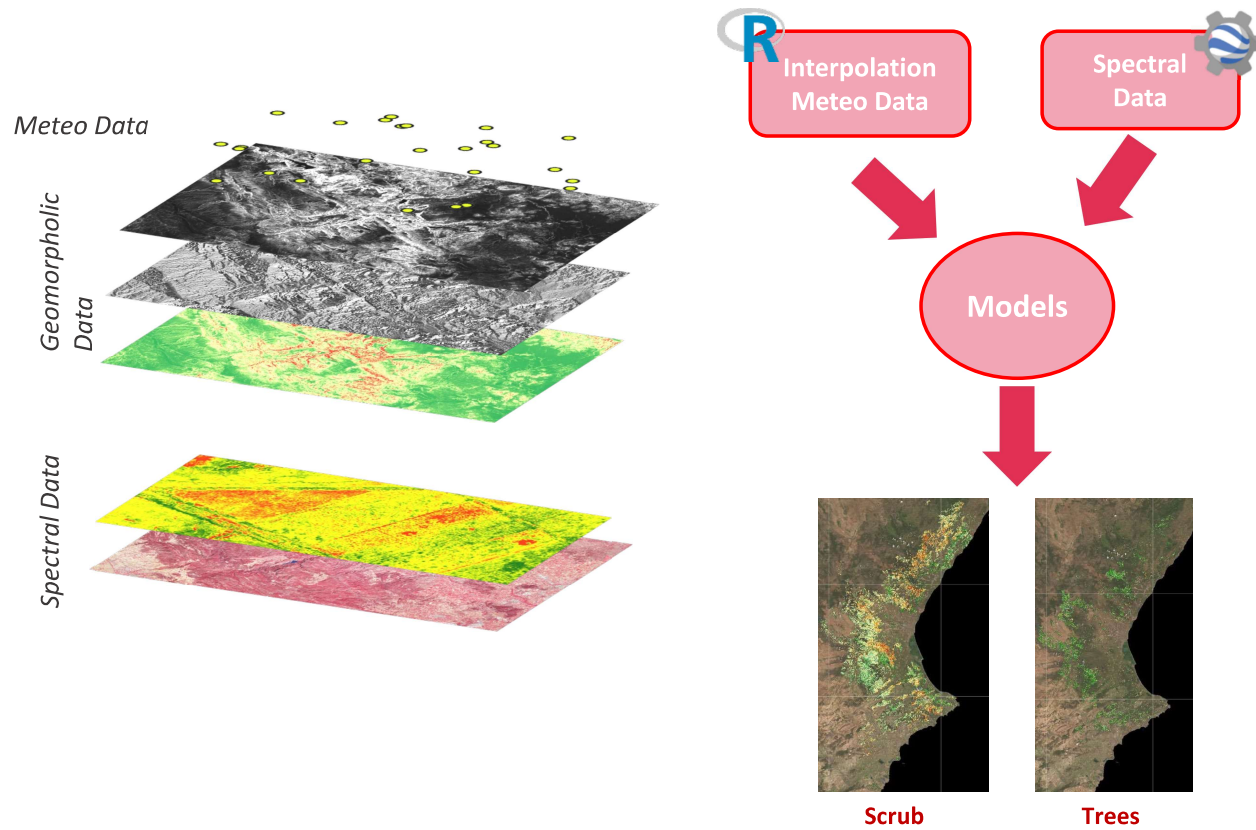 Meteo Data
Geomorpholic
Data
Spectral Data
R
Interpolation
Meteo Data
Spectral
Data
Models
Scrub
Trees